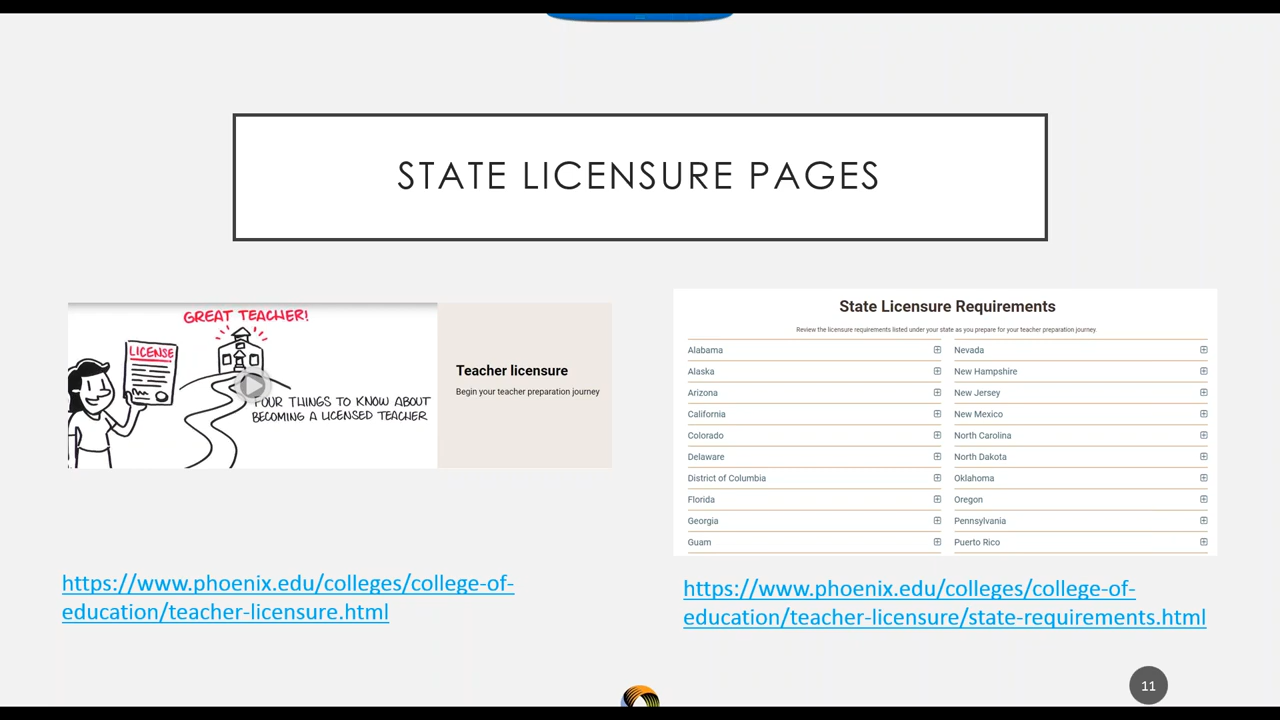 STATE LICENSURE PAGES
GREAT TEACHER!
LICENSE
FOUR THINGS TO KNOW ABOUT
BECOMING A LICENSED TEACHER
Teacher licensure
Begin your teacher preparation journey
https://www.phoenix.edu/colleges/college-of-
education/teacher-licensure.html
State Licensure Requirements
Review the licensure requirements listed under your state as you prepare for your teacher preparation journey.
Alabama
Alaska
Arizona
California
Colorado
Delaware
District of Columbia
Florida
Georgia
Guam
Nevada
New Hampshire
New Jersey
New Mexico
North Carolina
North Dakota
Oklahoma
Oregon
Pennsylvania
Puerto Rico
https://www.phoenix.edu/colleges/college-of-
education/teacher-licensure/state-requirements.html
11